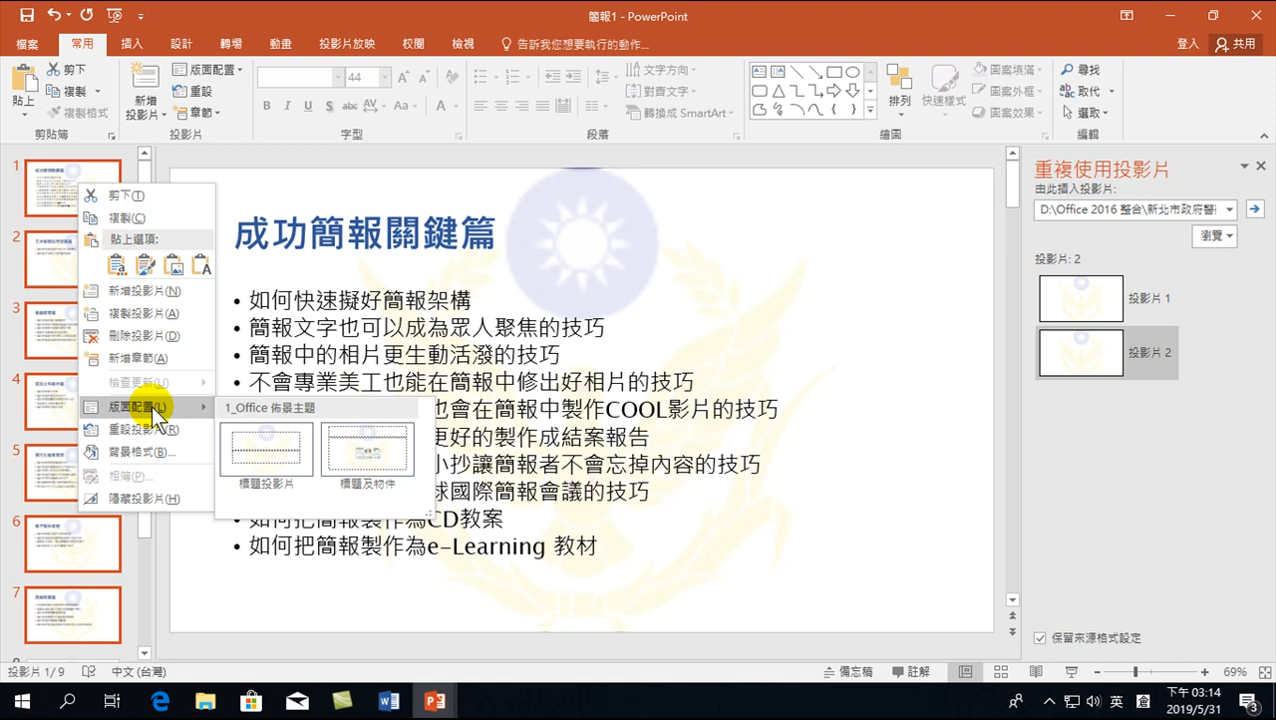 簡報1 - PowerPoint
檔案 常用 插入 設計 轉場 動畫 投影片放映 校閱 檢視 告訴我您想要執行的動作... 登入 共用
貼上 剪下 複製 複製格式 剪貼簿
新增投影片 版面配置 重設 章節 投影片
44
B I U S abc AV Aa A
字型
文字方向 對齊文字 轉換成 SmartArt 段落
排列 快速樣式 圖案填滿 圖案外框 圖案效果 繪圖
尋找 取代 選取 編輯
1
2
3
4
5
6
7
剪下(T)
複製(C)
貼上選項:
新增投影片(N)
複製投影片(A)
刪除投影片(D)
新增章節(A)
檢查更新(U)
版面配置(L)
重設投影片(R)
背景格式(B)...
相簿(P)...
隱藏投影片(H)
1_Office 佈景主題
標題投影片 標題及物件
成功簡報關鍵篇
• 如何快速擬好簡報架構
• 簡報文字也可以成為眾人聚焦的技巧
• 簡報中的相片更生動活潑的技巧
• 不會專業美工也能在簡報中修出好相片的技巧
也會在簡報中製作COOL影片的技巧
更好的製作成結案報告
小抄讓簡報者不會忘掉內容的技巧
球國際簡報會議的技巧
• 如何把簡報製作為CD教案
• 如何把簡報製作為e-Learning 教材
重複使用投影片
由此插入投影片:
D:\Office 2016 整合\新北市政府醫
瀏覽
投影片: 2
投影片 1
投影片 2
保留來源格式設定
投影片 1/9 中文 (台灣) 備忘稿 註解 69%
英 下午 03:14
2019/5/31
3